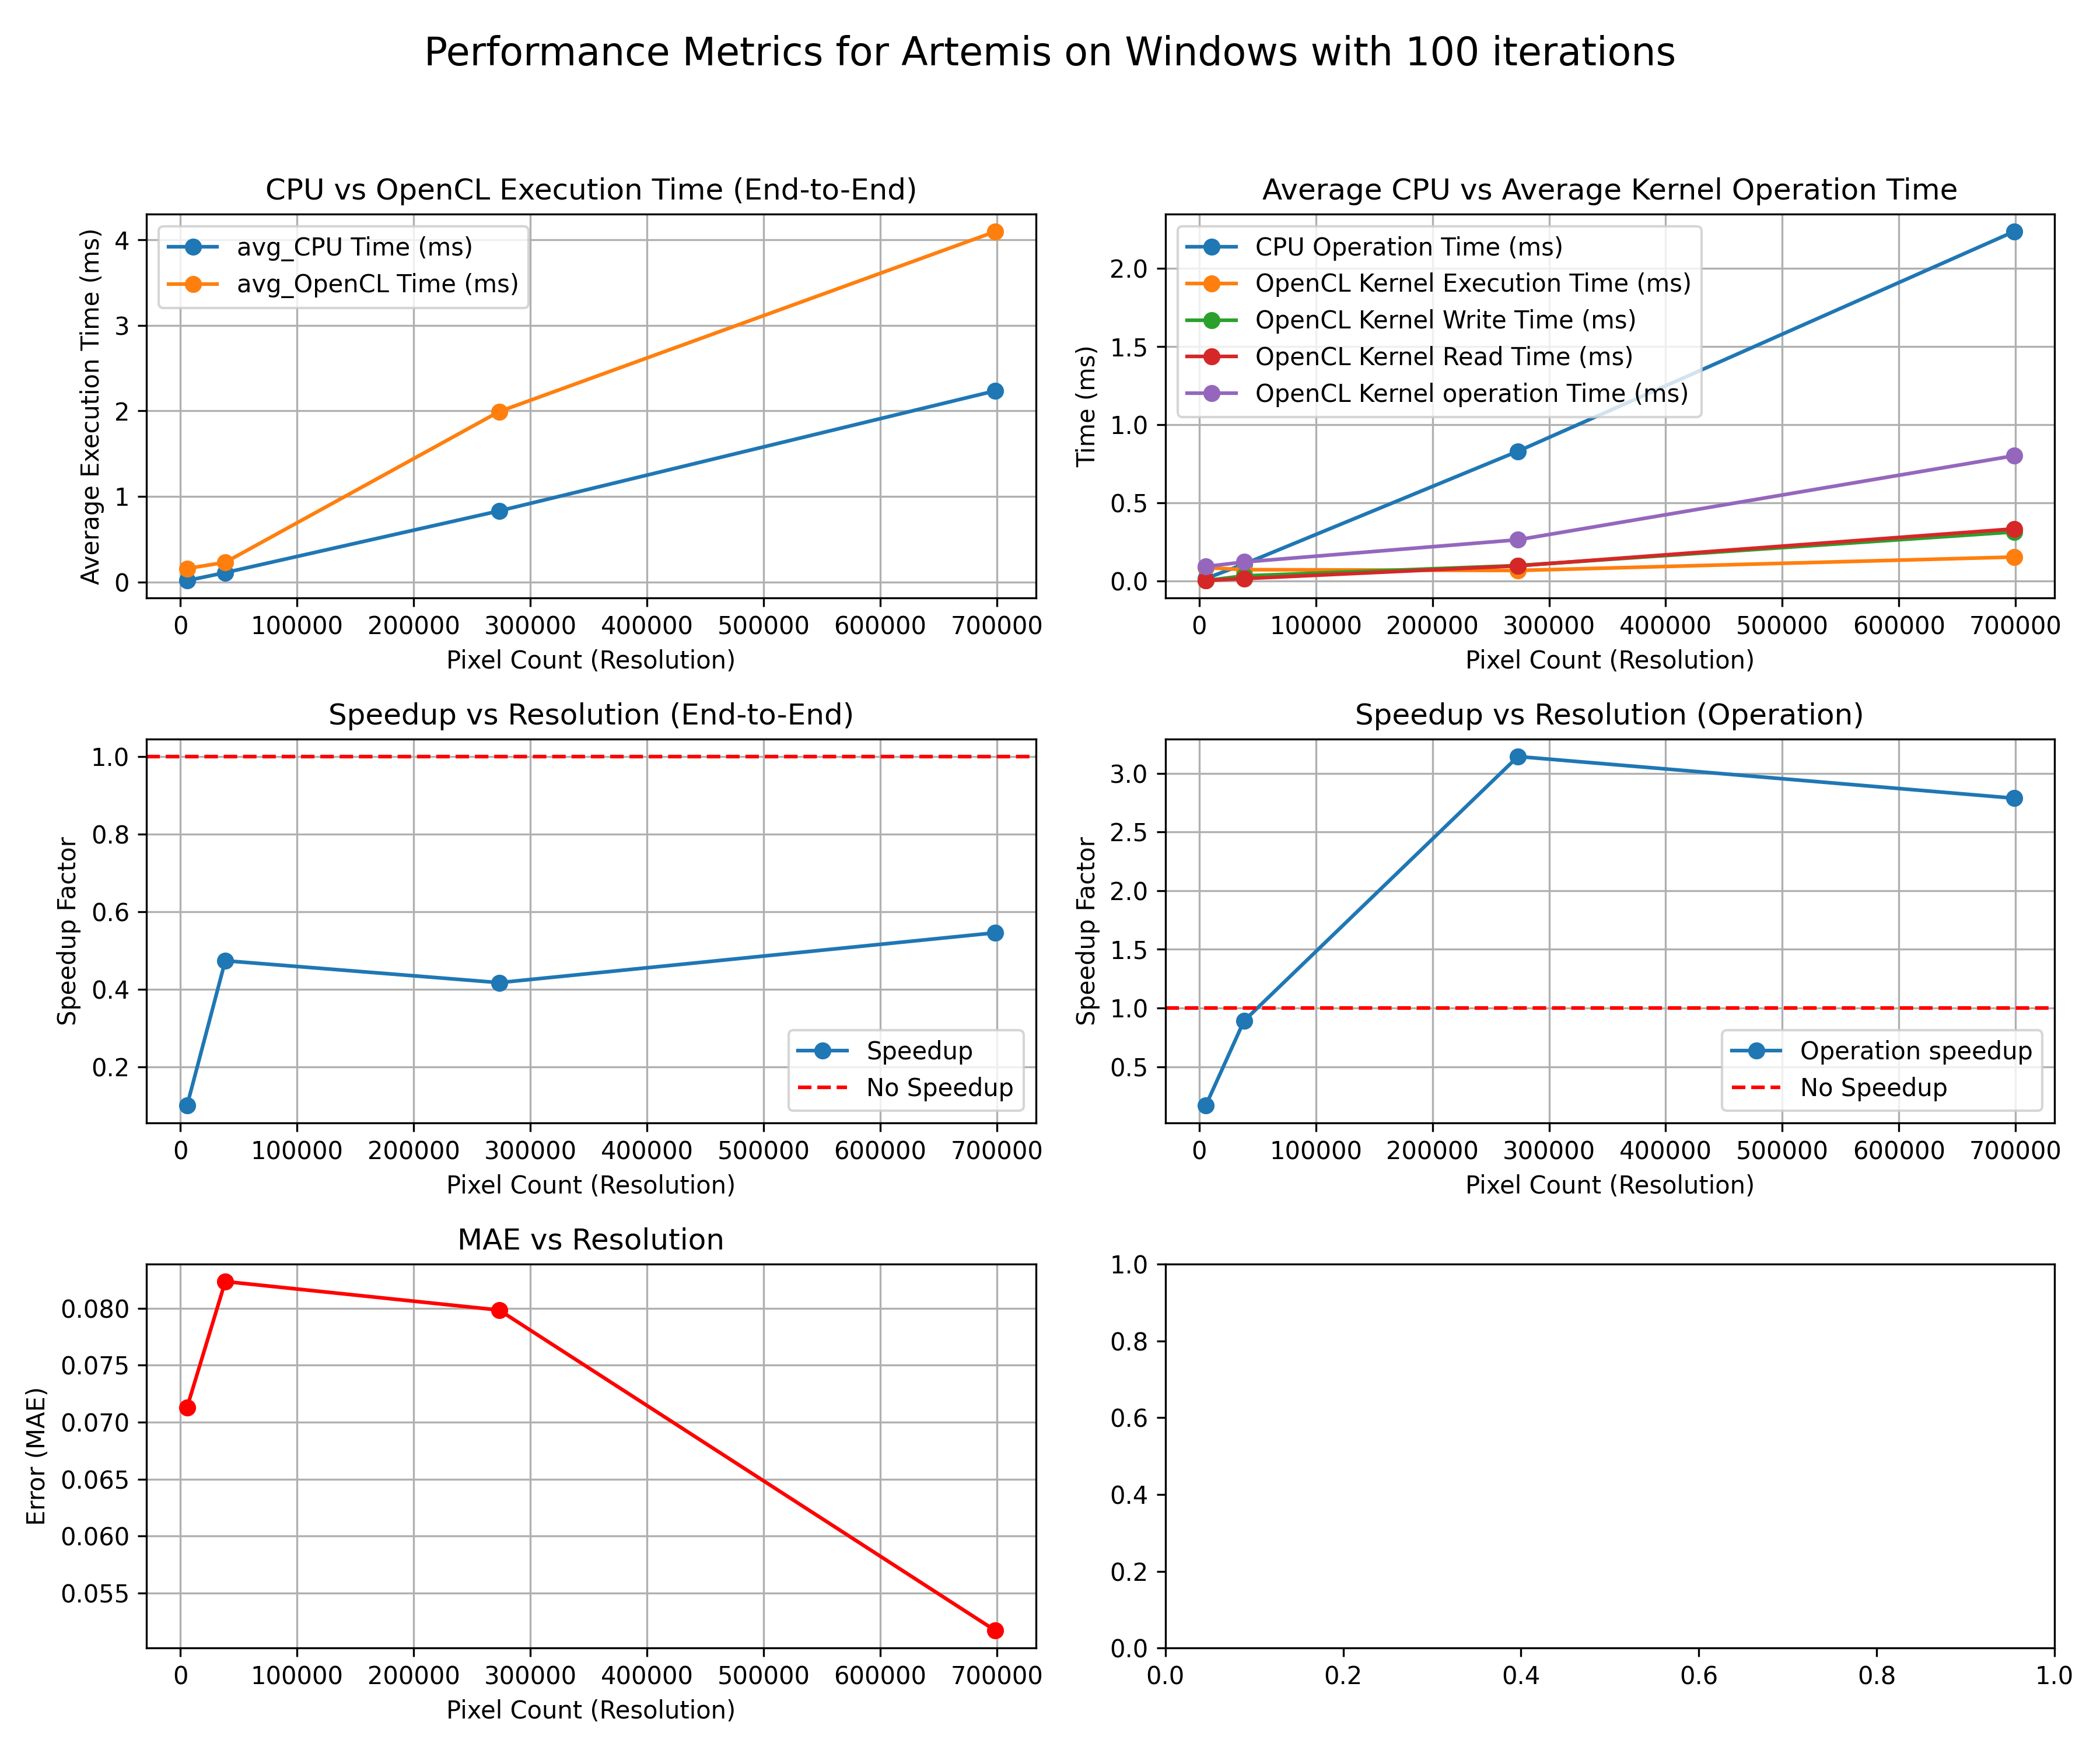 Performance Metrics for Artemis on Windows with 100 iterations
CPU vs OpenCL Execution Time (End-to-End)
Average Execution Time (ms)
4
3
2
1
0
avg_CPU Time (ms)
avg_OpenCL Time (ms)
0 100000 200000 300000 400000 500000 600000 700000
Pixel Count (Resolution)
Average CPU vs Average Kernel Operation Time
Time (ms)
2.0
1.5
1.0
0.5
0.0
CPU Operation Time (ms)
OpenCL Kernel Execution Time (ms)
OpenCL Kernel Write Time (ms)
OpenCL Kernel Read Time (ms)
OpenCL Kernel operation Time (ms)
0 100000 200000 300000 400000 500000 600000 700000
Pixel Count (Resolution)
Speedup vs Resolution (End-to-End)
Speedup Factor
1.0
0.8
0.6
0.4
0.2
Speedup
No Speedup
0 100000 200000 300000 400000 500000 600000 700000
Pixel Count (Resolution)
Speedup vs Resolution (Operation)
Speedup Factor
3.0
2.5
2.0
1.5
1.0
0.5
Operation speedup
No Speedup
0 100000 200000 300000 400000 500000 600000 700000
Pixel Count (Resolution)
MAE vs Resolution
Error (MAE)
0.080
0.075
0.070
0.065
0.060
0.055
0 100000 200000 300000 400000 500000 600000 700000
Pixel Count (Resolution)
1.0
0.8
0.6
0.4
0.2
0.0
0.0 0.2 0.4 0.6 0.8 1.0